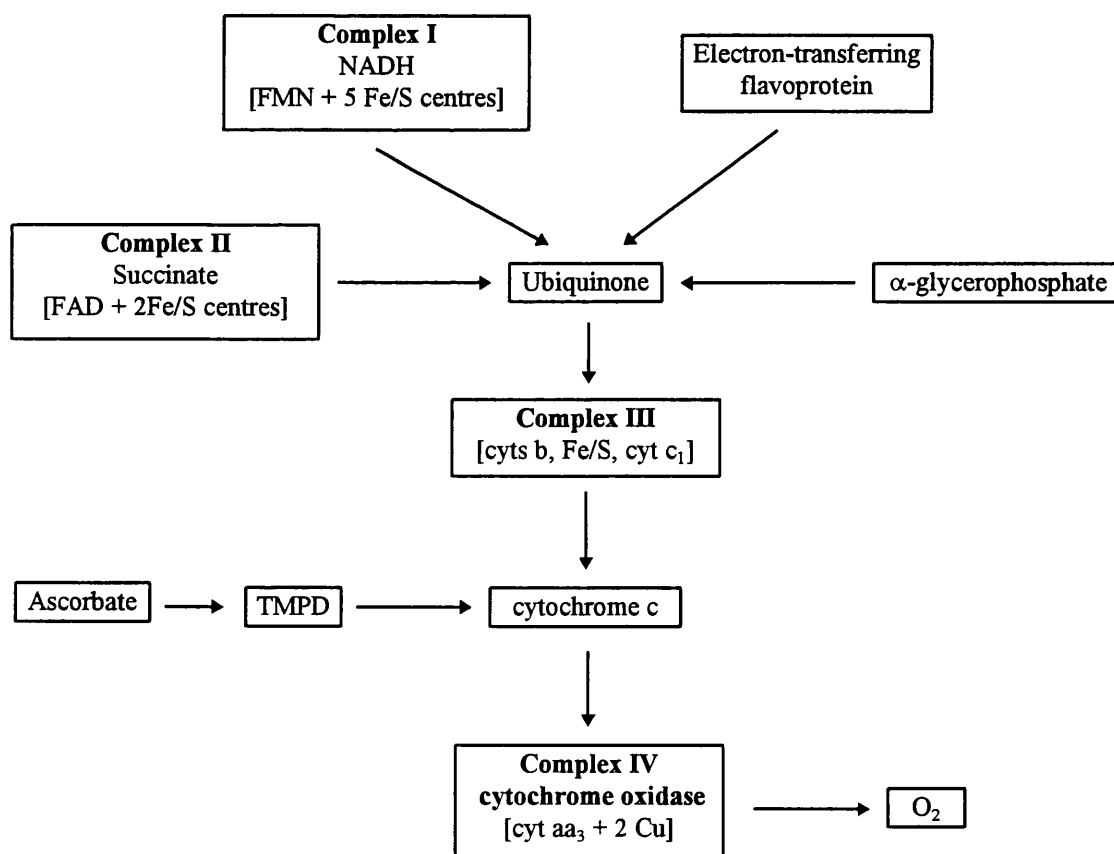 Complex I
NADH
[FMN + 5 Fe/S centres]
Electron-transferring
flavoprotein
Complex II
Succinate
[FAD + 2Fe/S centres]
Ubiquinone
α-glycerophosphate
Complex III
[cyts b, Fe/S, cyt c₁]
Ascorbate
TMPD
cytochrome c
Complex IV
cytochrome oxidase
[cyt aa₃ + 2 Cu]
O₂